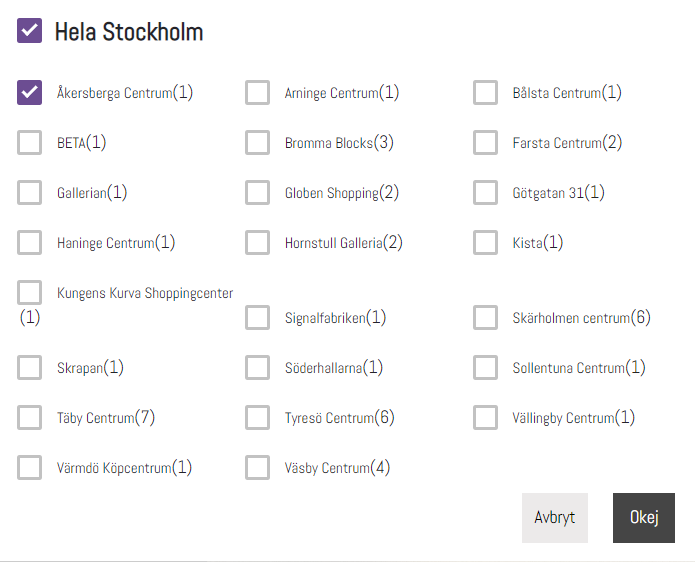 Hela Stockholm
Åkersberga Centrum(1) Arninge Centrum(1) Bålsta Centrum(1)
BETA(1) Bromma Blocks(3) Farsta Centrum(2)
Gallerian(1) Globen Shopping(2) Götgatan 31(1)
Haninge Centrum(1) Hornstull Galleria(2) Kista(1)
Kungens Kurva Shoppingcenter
(1) Signalfabriken(1) Skärholmen centrum(6)
Skrapan(1) Söderhallarna(1) Sollentuna Centrum(1)
Täby Centrum(7) Tyresö Centrum(6) Vällingby Centrum(1)
Värmdö Köpcentrum(1) Väsby Centrum(4)
Avbryt Okej